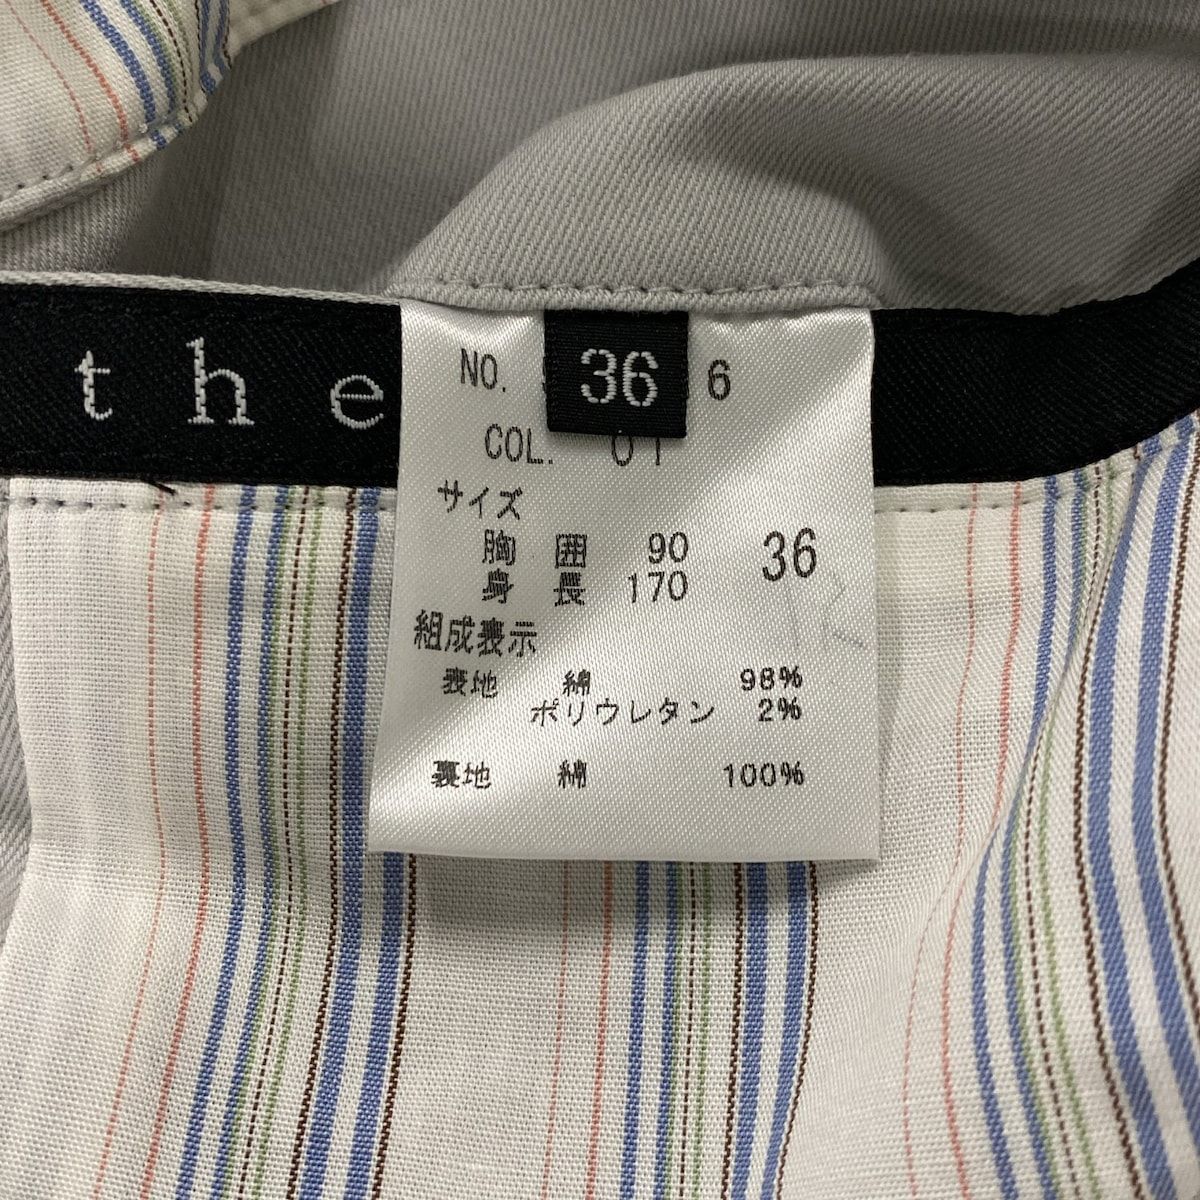 the
36
NO. 6
COL. 01
サイズ
胸囲 90
身長 170
36
組成表示
表地 綿 98%
ポリウレタン 2%
裏地 綿 100%